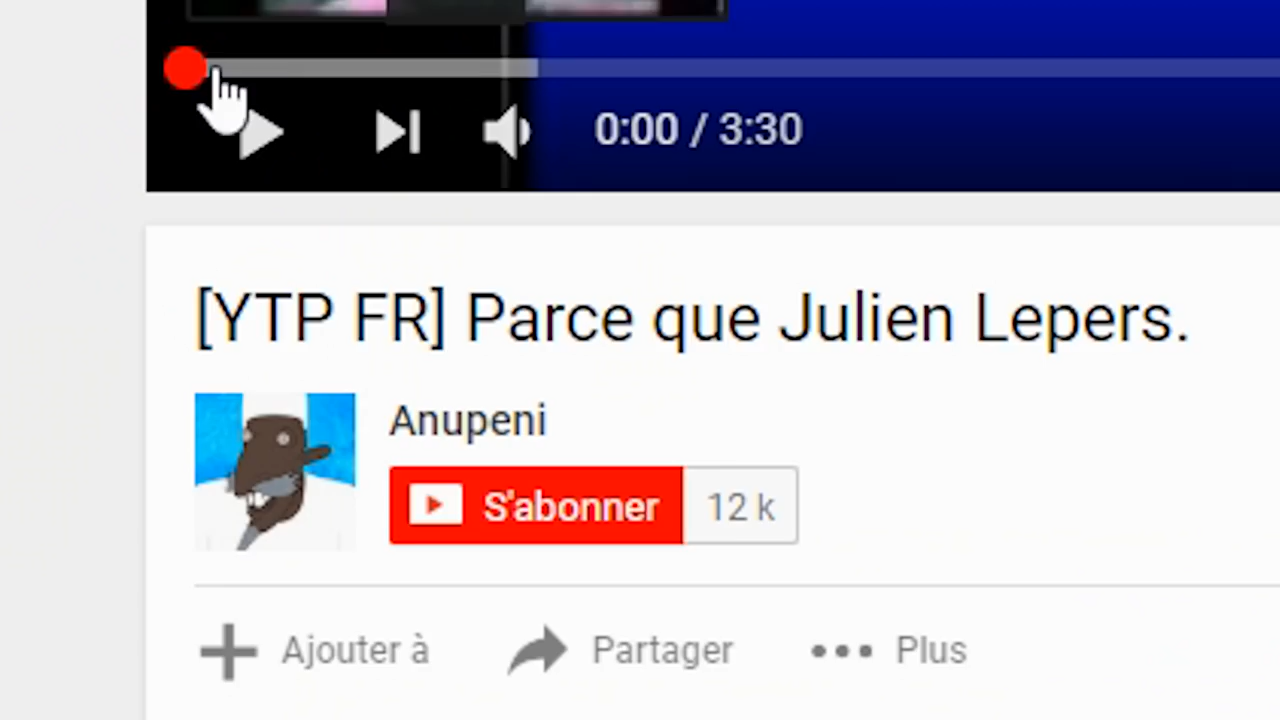 0:00 / 3:30
[YTP FR] Parce que Julien Lepers.
Anupeni
S'abonner 12 k
Ajouter à Partager Plus